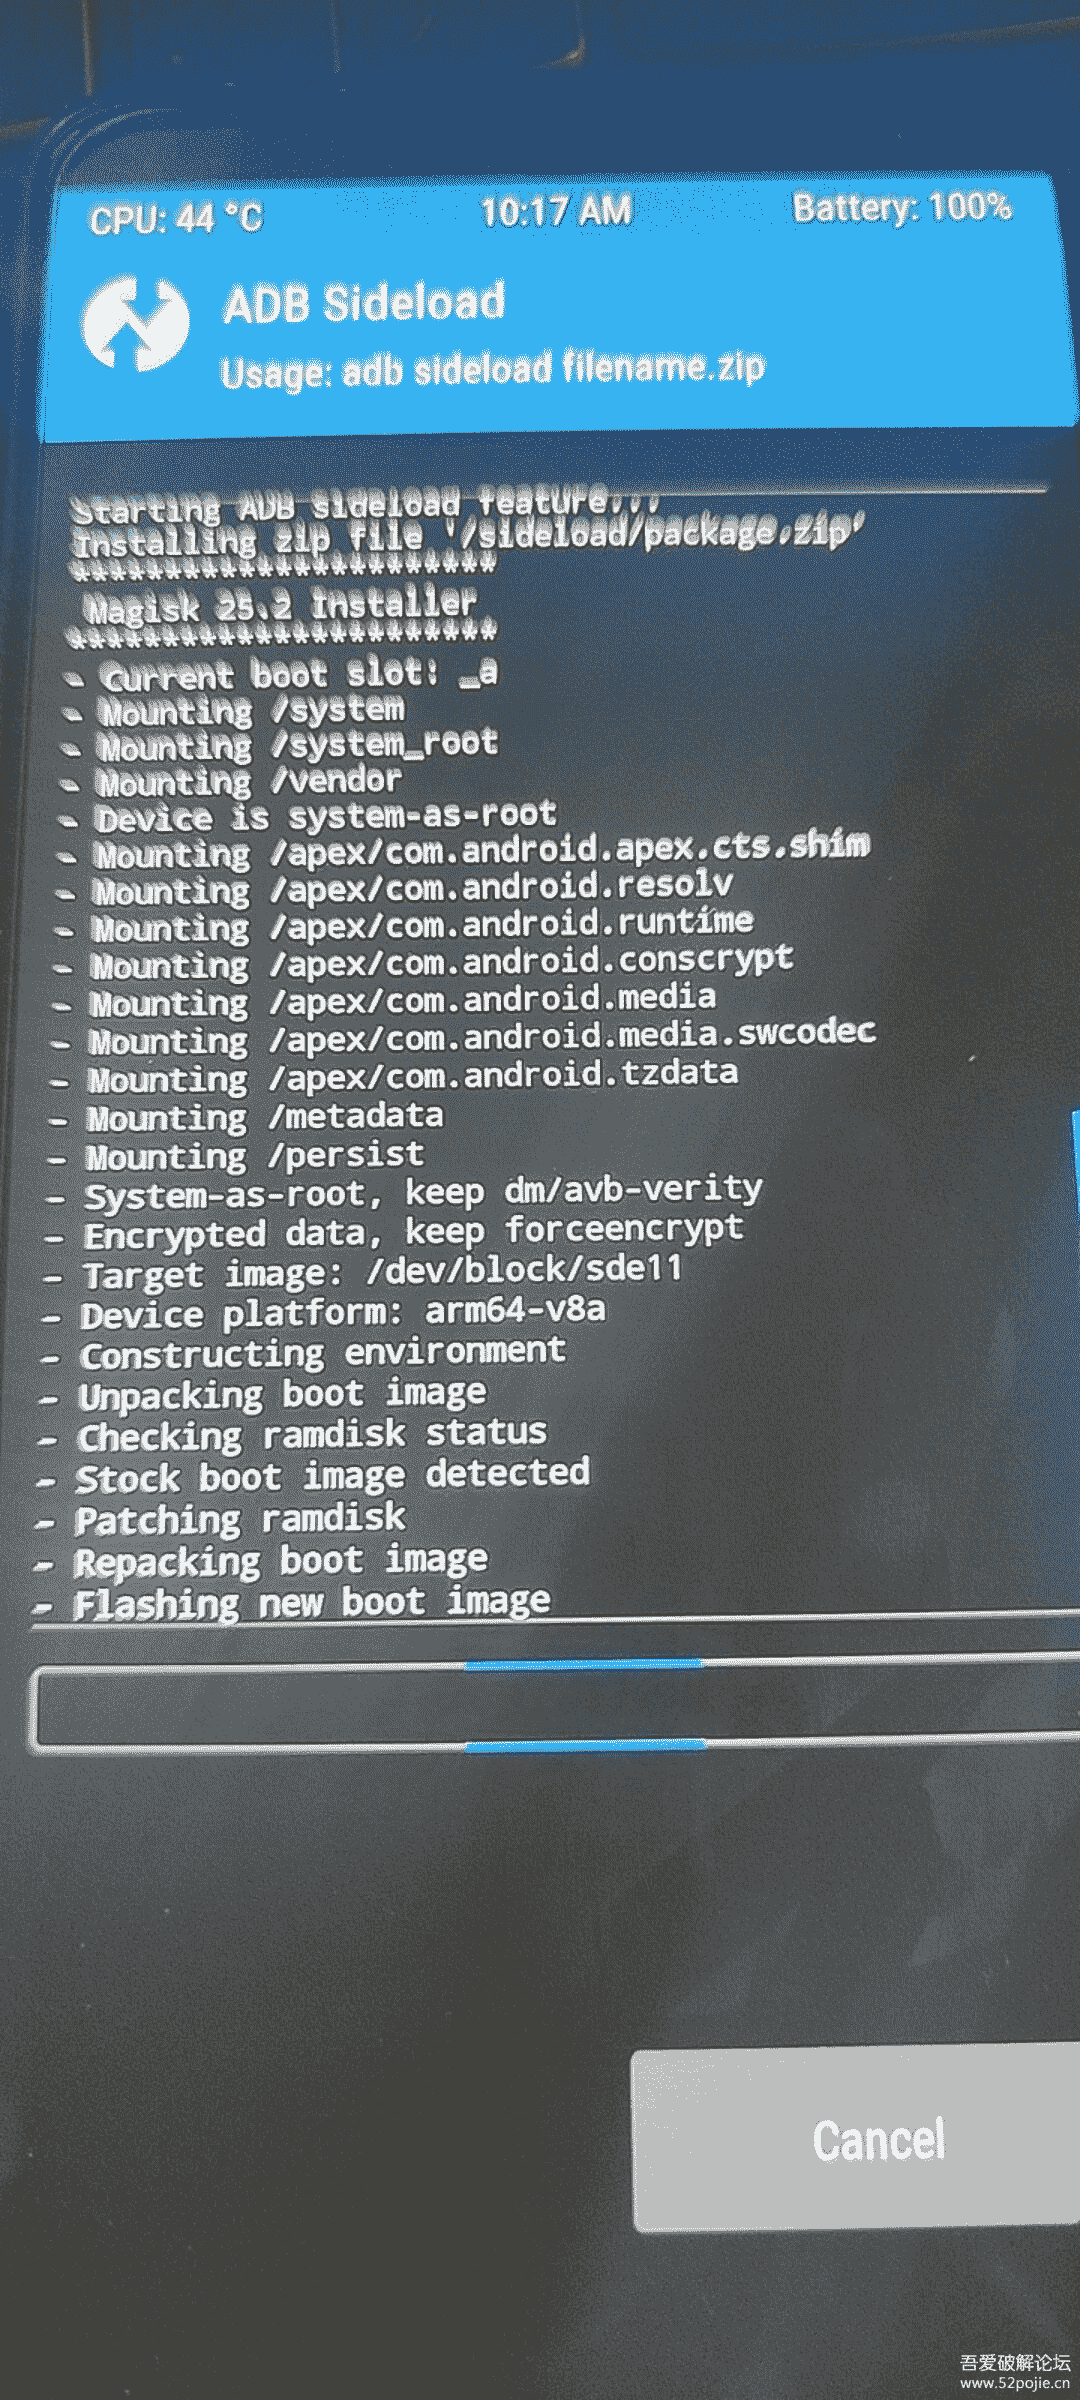 CPU: 44 °C 10:17 AM Battery: 100%
ADB Sideload
Usage: adb sideload filename.zip
Starting ADB sideload feature...
Installing zip file '/sideload/package.zip'
***********************
Magisk 25.2 Installer
***********************
- Current boot slot: _a
- Mounting /system
- Mounting /system_root
- Mounting /vendor
- Device is system-as-root
- Mounting /apex/com.android.apex.cts.shim
- Mounting /apex/com.android.resolv
- Mounting /apex/com.android.runtime
- Mounting /apex/com.android.conscrypt
- Mounting /apex/com.android.media
- Mounting /apex/com.android.media.swcodec
- Mounting /apex/com.android.tzdata
- Mounting /metadata
- Mounting /persist
- System-as-root, keep dm/avb-verity
- Encrypted data, keep forceencrypt
- Target image: /dev/block/sde11
- Device platform: arm64-v8a
- Constructing environment
- Unpacking boot image
- Checking ramdisk status
- Stock boot image detected
- Patching ramdisk
- Repacking boot image
- Flashing new boot image
Cancel
吾爱破解论坛
www.52pojie.cn